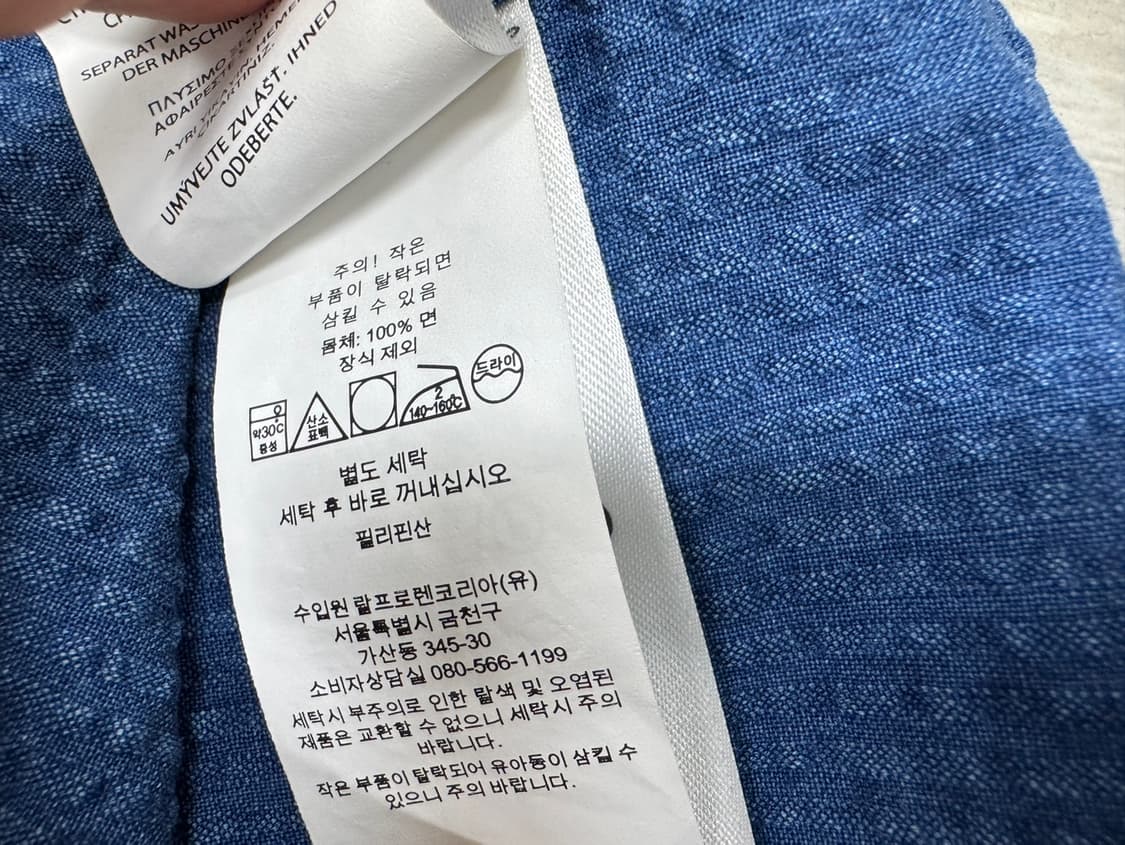 SEPARAT
DER MASCHINE
ΠΛΥΣΙΜΟ
ΑΦΑΙΡΕΣΤΕ
AYRI YIKAYIN.
ÇIKARTINIZ.
UMÝVEJTE ZVLÁŠT. IHNED
ODEBERTE.
주의! 작은
부품이 탈락되면
삼킬 수 있음
몸체: 100% 면
장식 제외
약30℃
중성
산소
표백
2
140~160℃
드라이
별도 세탁
세탁 후 바로 꺼내십시오
필리핀산
수입원 랄프로렌코리아(유)
서울특별시 금천구
가산동 345-30
소비자상담실 080-566-1199
세탁시 부주의로 인한 탈색 및 오염된
제품은 교환할 수 없으니 세탁시 주의
바랍니다.
작은 부품이 탈락되어 유아동이 삼킬 수
있으니 주의 바랍니다.